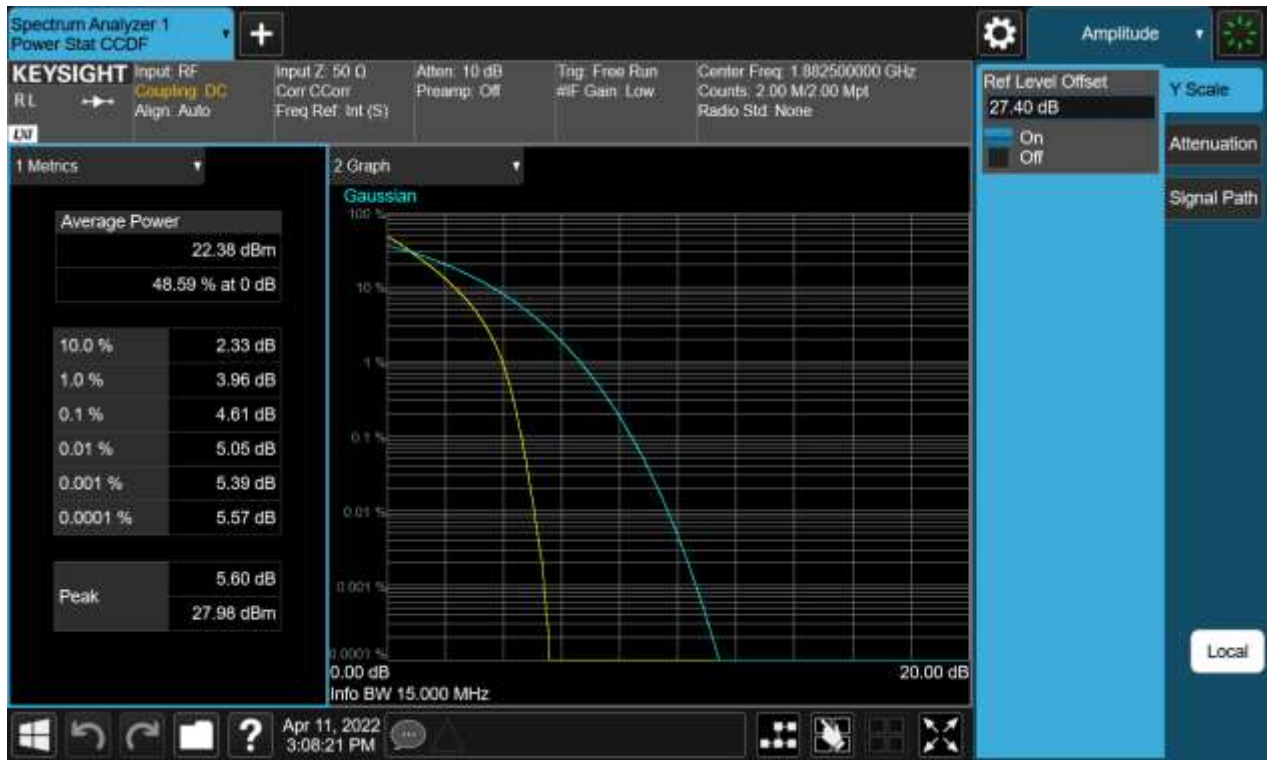 Spectrum Analyzer 1
Power Stat CCDF
Amplitude
KEYSIGHT
RL
LXI
Input: RF
Coupling: DC
Align: Auto
Input Z: 50 Ω
Corr CCorr
Freq Ref: Int (S)
Atten: 10 dB
Preamp: Off
Trig: Free Run
#IF Gain: Low
Center Freq: 1.882500000 GHz
Counts: 2.00 M/2.00 Mpt
Radio Std: None
Ref Level Offset
27.40 dB
On
Off
Y Scale
Attenuation
Signal Path
Local
1 Metrics
Average Power
22.38 dBm
48.59 % at 0 dB
10.0 % 2.33 dB
1.0 % 3.96 dB
0.1 % 4.61 dB
0.01 % 5.05 dB
0.001 % 5.39 dB
0.0001 % 5.57 dB
Peak
5.60 dB
27.98 dBm
2 Graph
Gaussian
100 %
10 %
1 %
0.1 %
0.01 %
0.001 %
0.0001 %
0.00 dB 20.00 dB
Info BW 15.000 MHz
?
Apr 11, 2022
3:08:21 PM